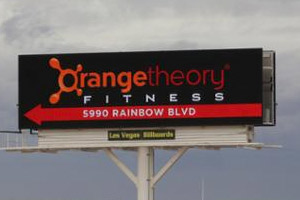 orangetheory®
FITNESS
5990 RAINBOW BLVD
Las Vegas Billboards